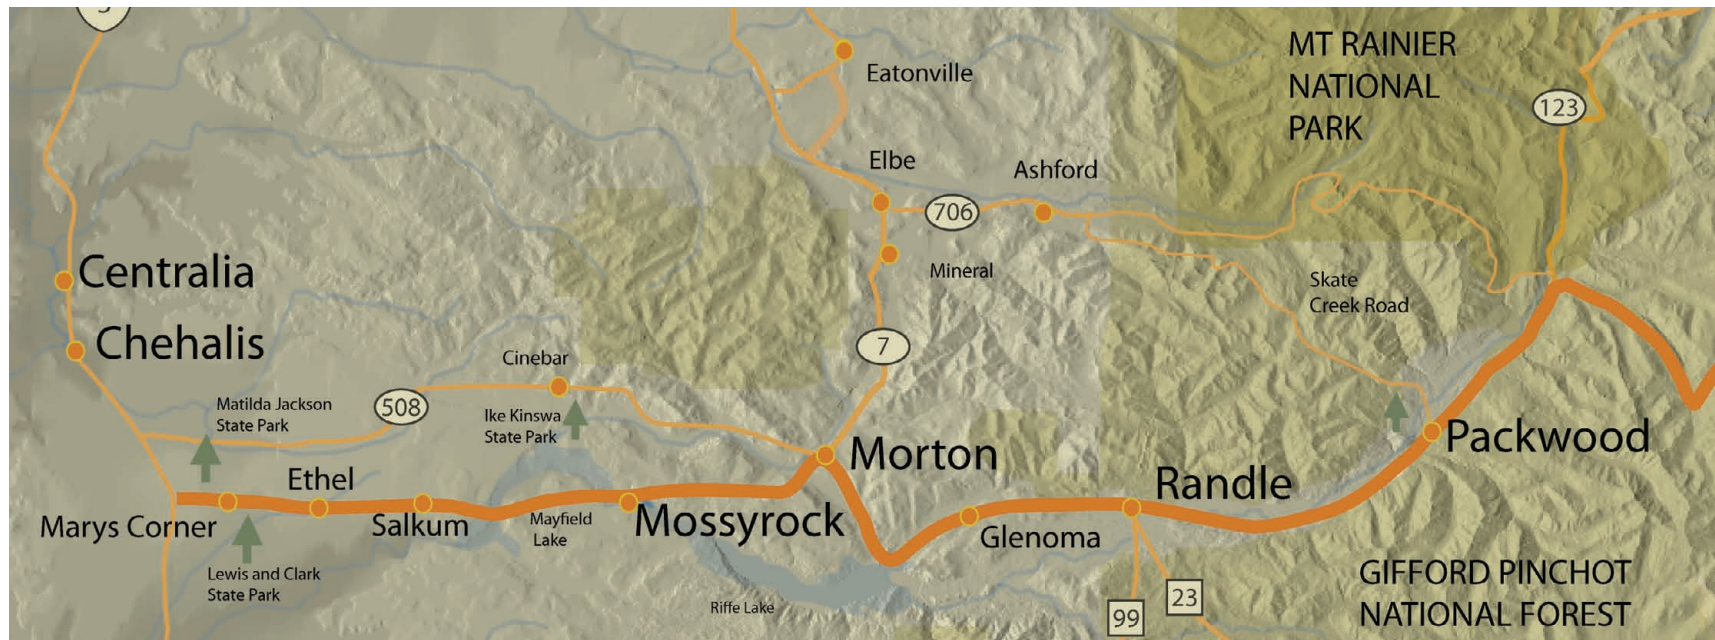 5
Eatonville
MT RAINIER
NATIONAL
PARK
123
Elbe
Ashford
706
Mineral
Centralia
Skate
Creek Road
Chehalis
7
Cinebar
Matilda Jackson
State Park
508
Ike Kinswa
State Park
Morton
Packwood
Ethel
Randle
Marys Corner
Salkum
Mayfield
Lake
Mossyrock
Glenoma
Lewis and Clark
State Park
Riffe Lake
99
23
GIFFORD PINCHOT
NATIONAL FOREST